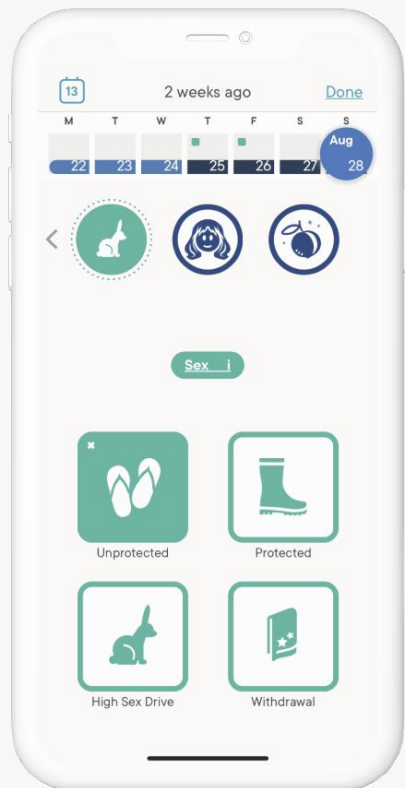 13 2 weeks ago Done
M T W T F S S
Aug
22 23 24 25 26 27 28
Sex i
Unprotected Protected
High Sex Drive Withdrawal